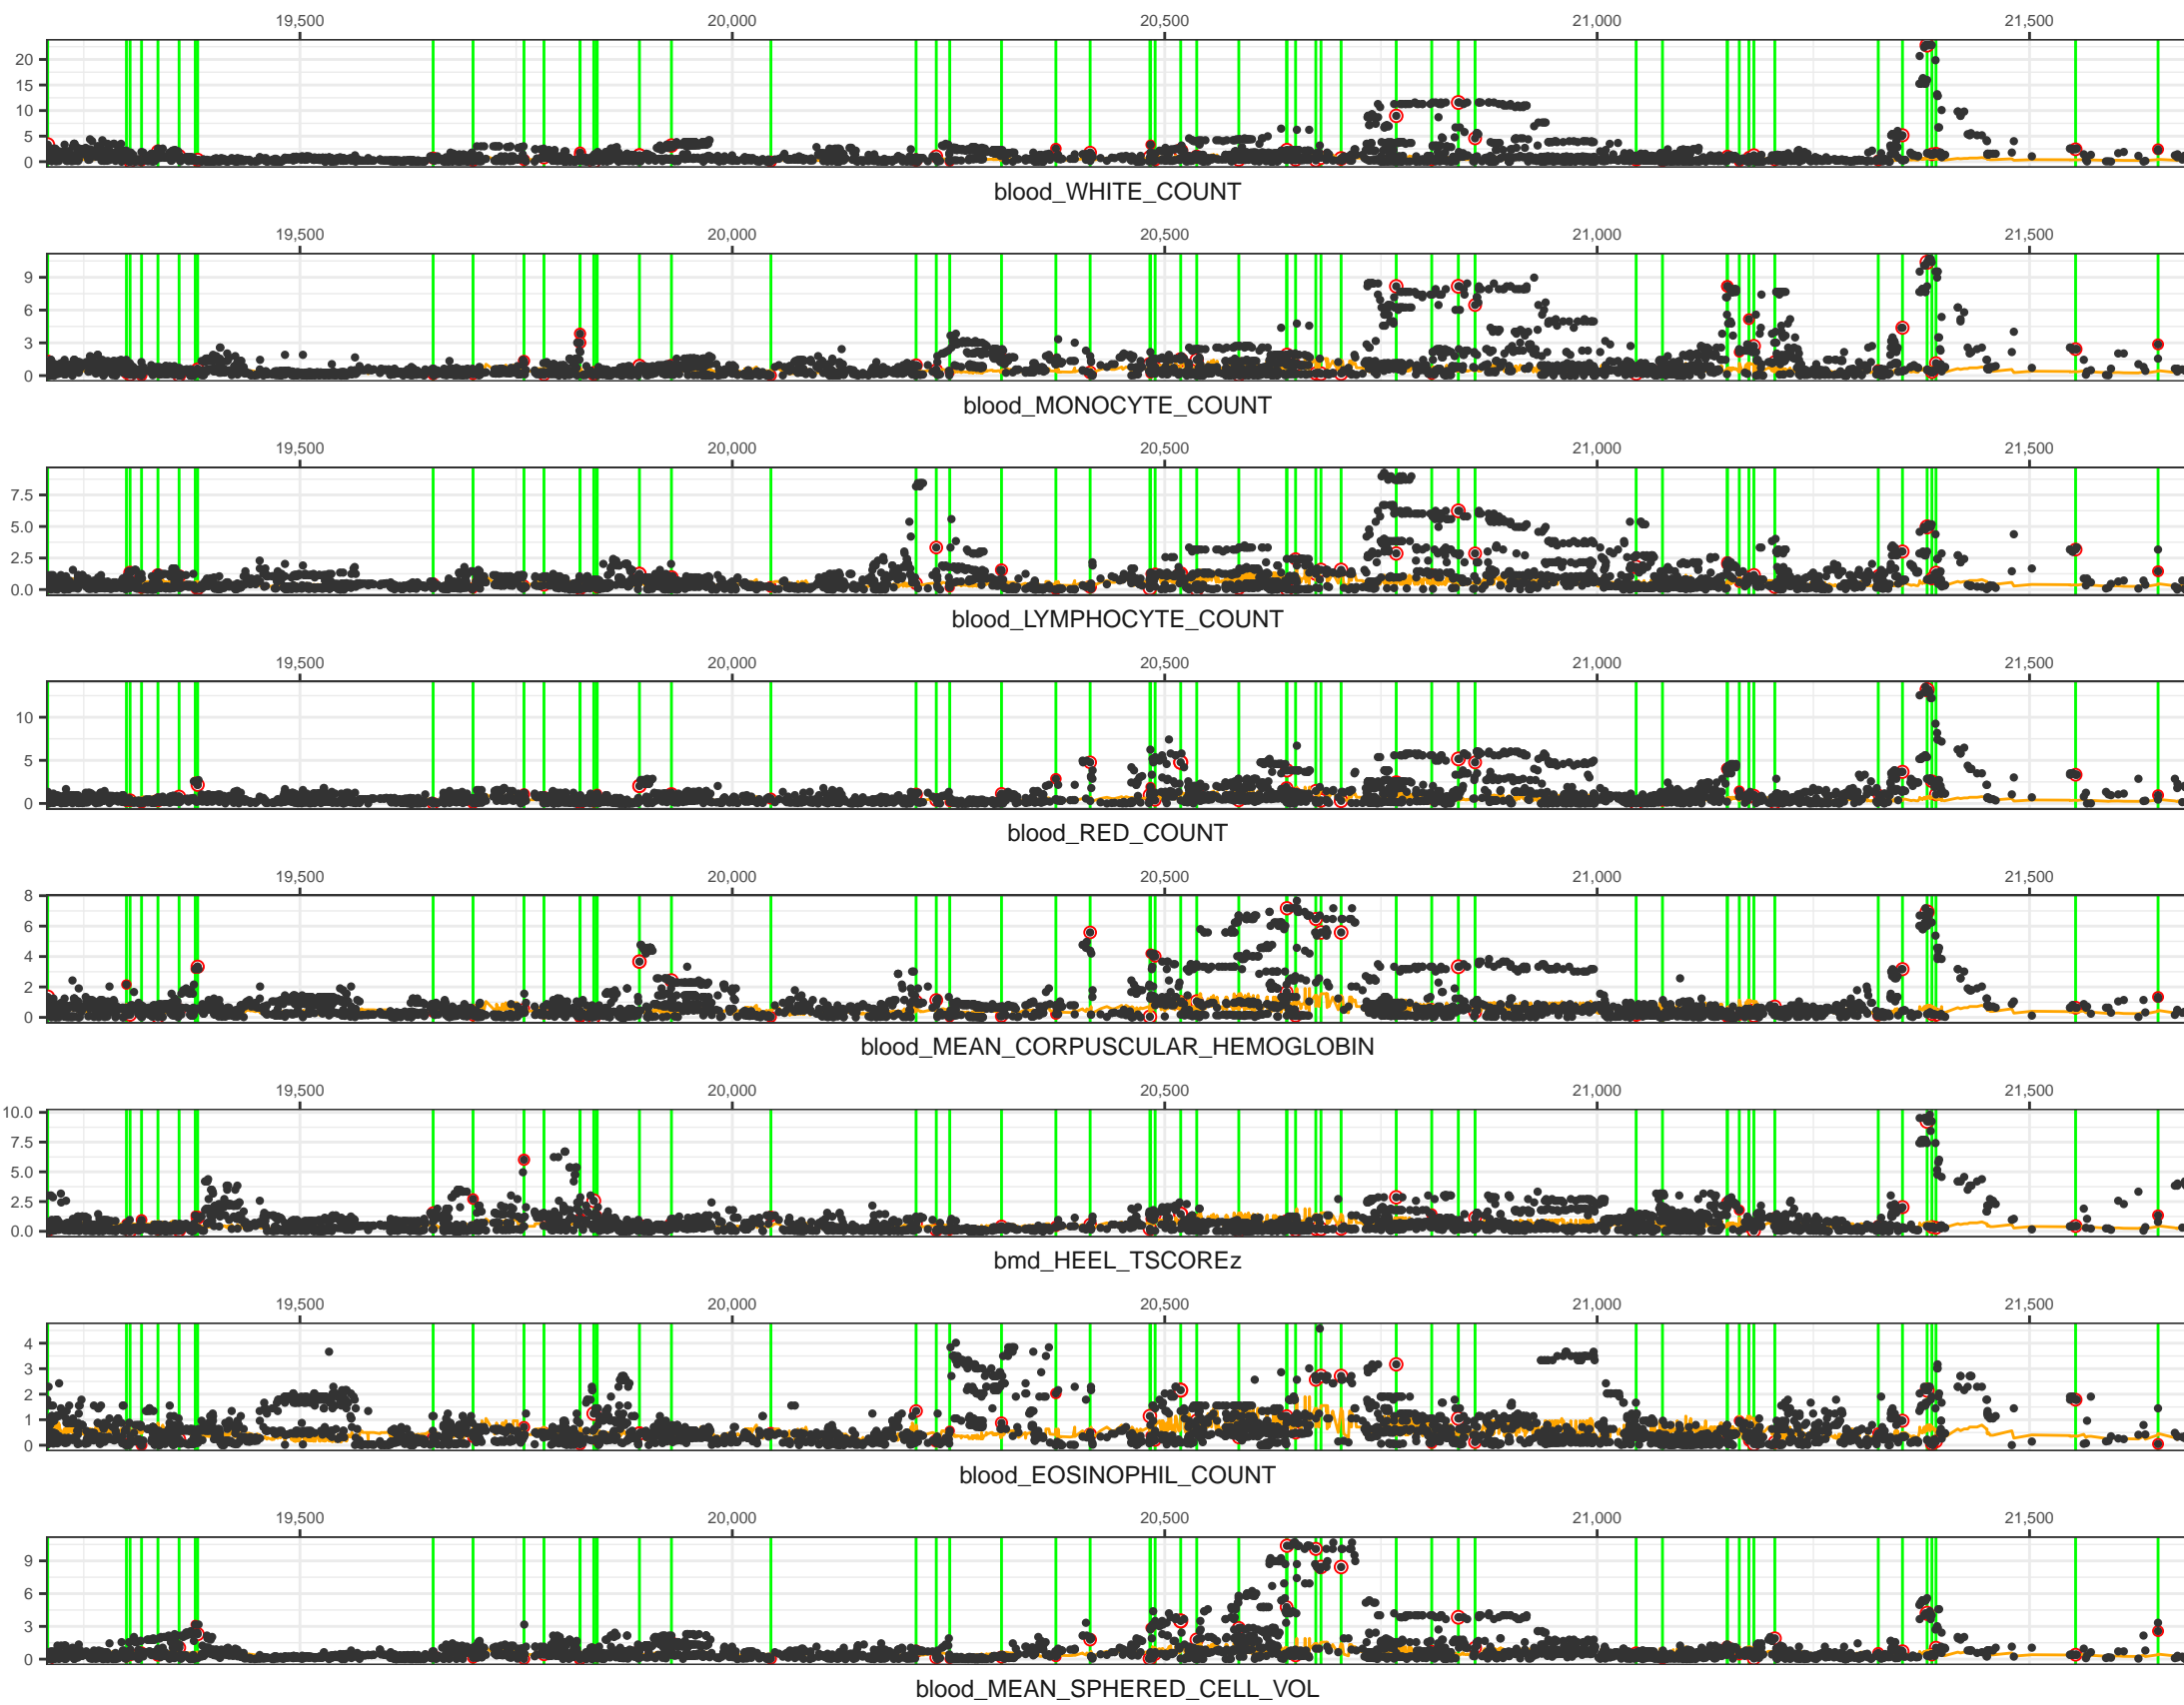 19,500 20,000 20,500 21,000 21,500
20
15
10
5
0
blood_WHITE_COUNT
19,500 20,000 20,500 21,000 21,500
9
6
3
0
blood_MONOCYTE_COUNT
19,500 20,000 20,500 21,000 21,500
7.5
5.0
2.5
0.0
blood_LYMPHOCYTE_COUNT
19,500 20,000 20,500 21,000 21,500
10
5
0
blood_RED_COUNT
19,500 20,000 20,500 21,000 21,500
8
6
4
2
0
blood_MEAN_CORPUSCULAR_HEMOGLOBIN
19,500 20,000 20,500 21,000 21,500
10.0
7.5
5.0
2.5
0.0
bmd_HEEL_TSCOREz
19,500 20,000 20,500 21,000 21,500
4
3
2
1
0
blood_EOSINOPHIL_COUNT
19,500 20,000 20,500 21,000 21,500
9
6
3
0
blood_MEAN_SPHERED_CELL_VOL